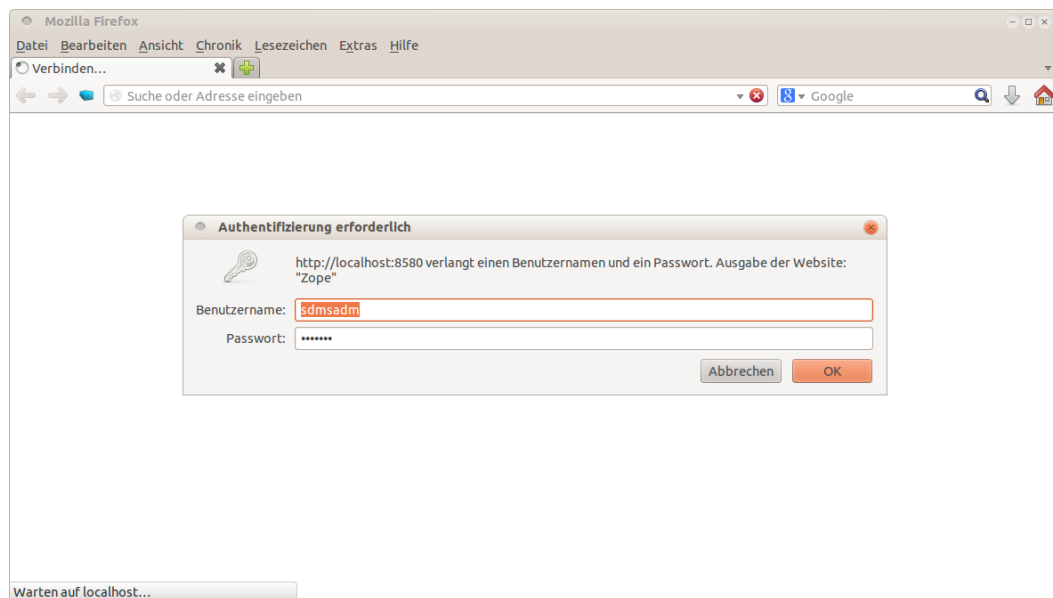 Mozilla Firefox
Datei Bearbeiten Ansicht Chronik Lesezeichen Extras Hilfe
Verbinden...
Suche oder Adresse eingeben
8 Google
Authentifizierung erforderlich
http://localhost:8580 verlangt einen Benutzernamen und ein Passwort. Ausgabe der Website:
"Zope"
Benutzername: sdmsadm
Passwort: •••••••
Abbrechen OK
Warten auf localhost...